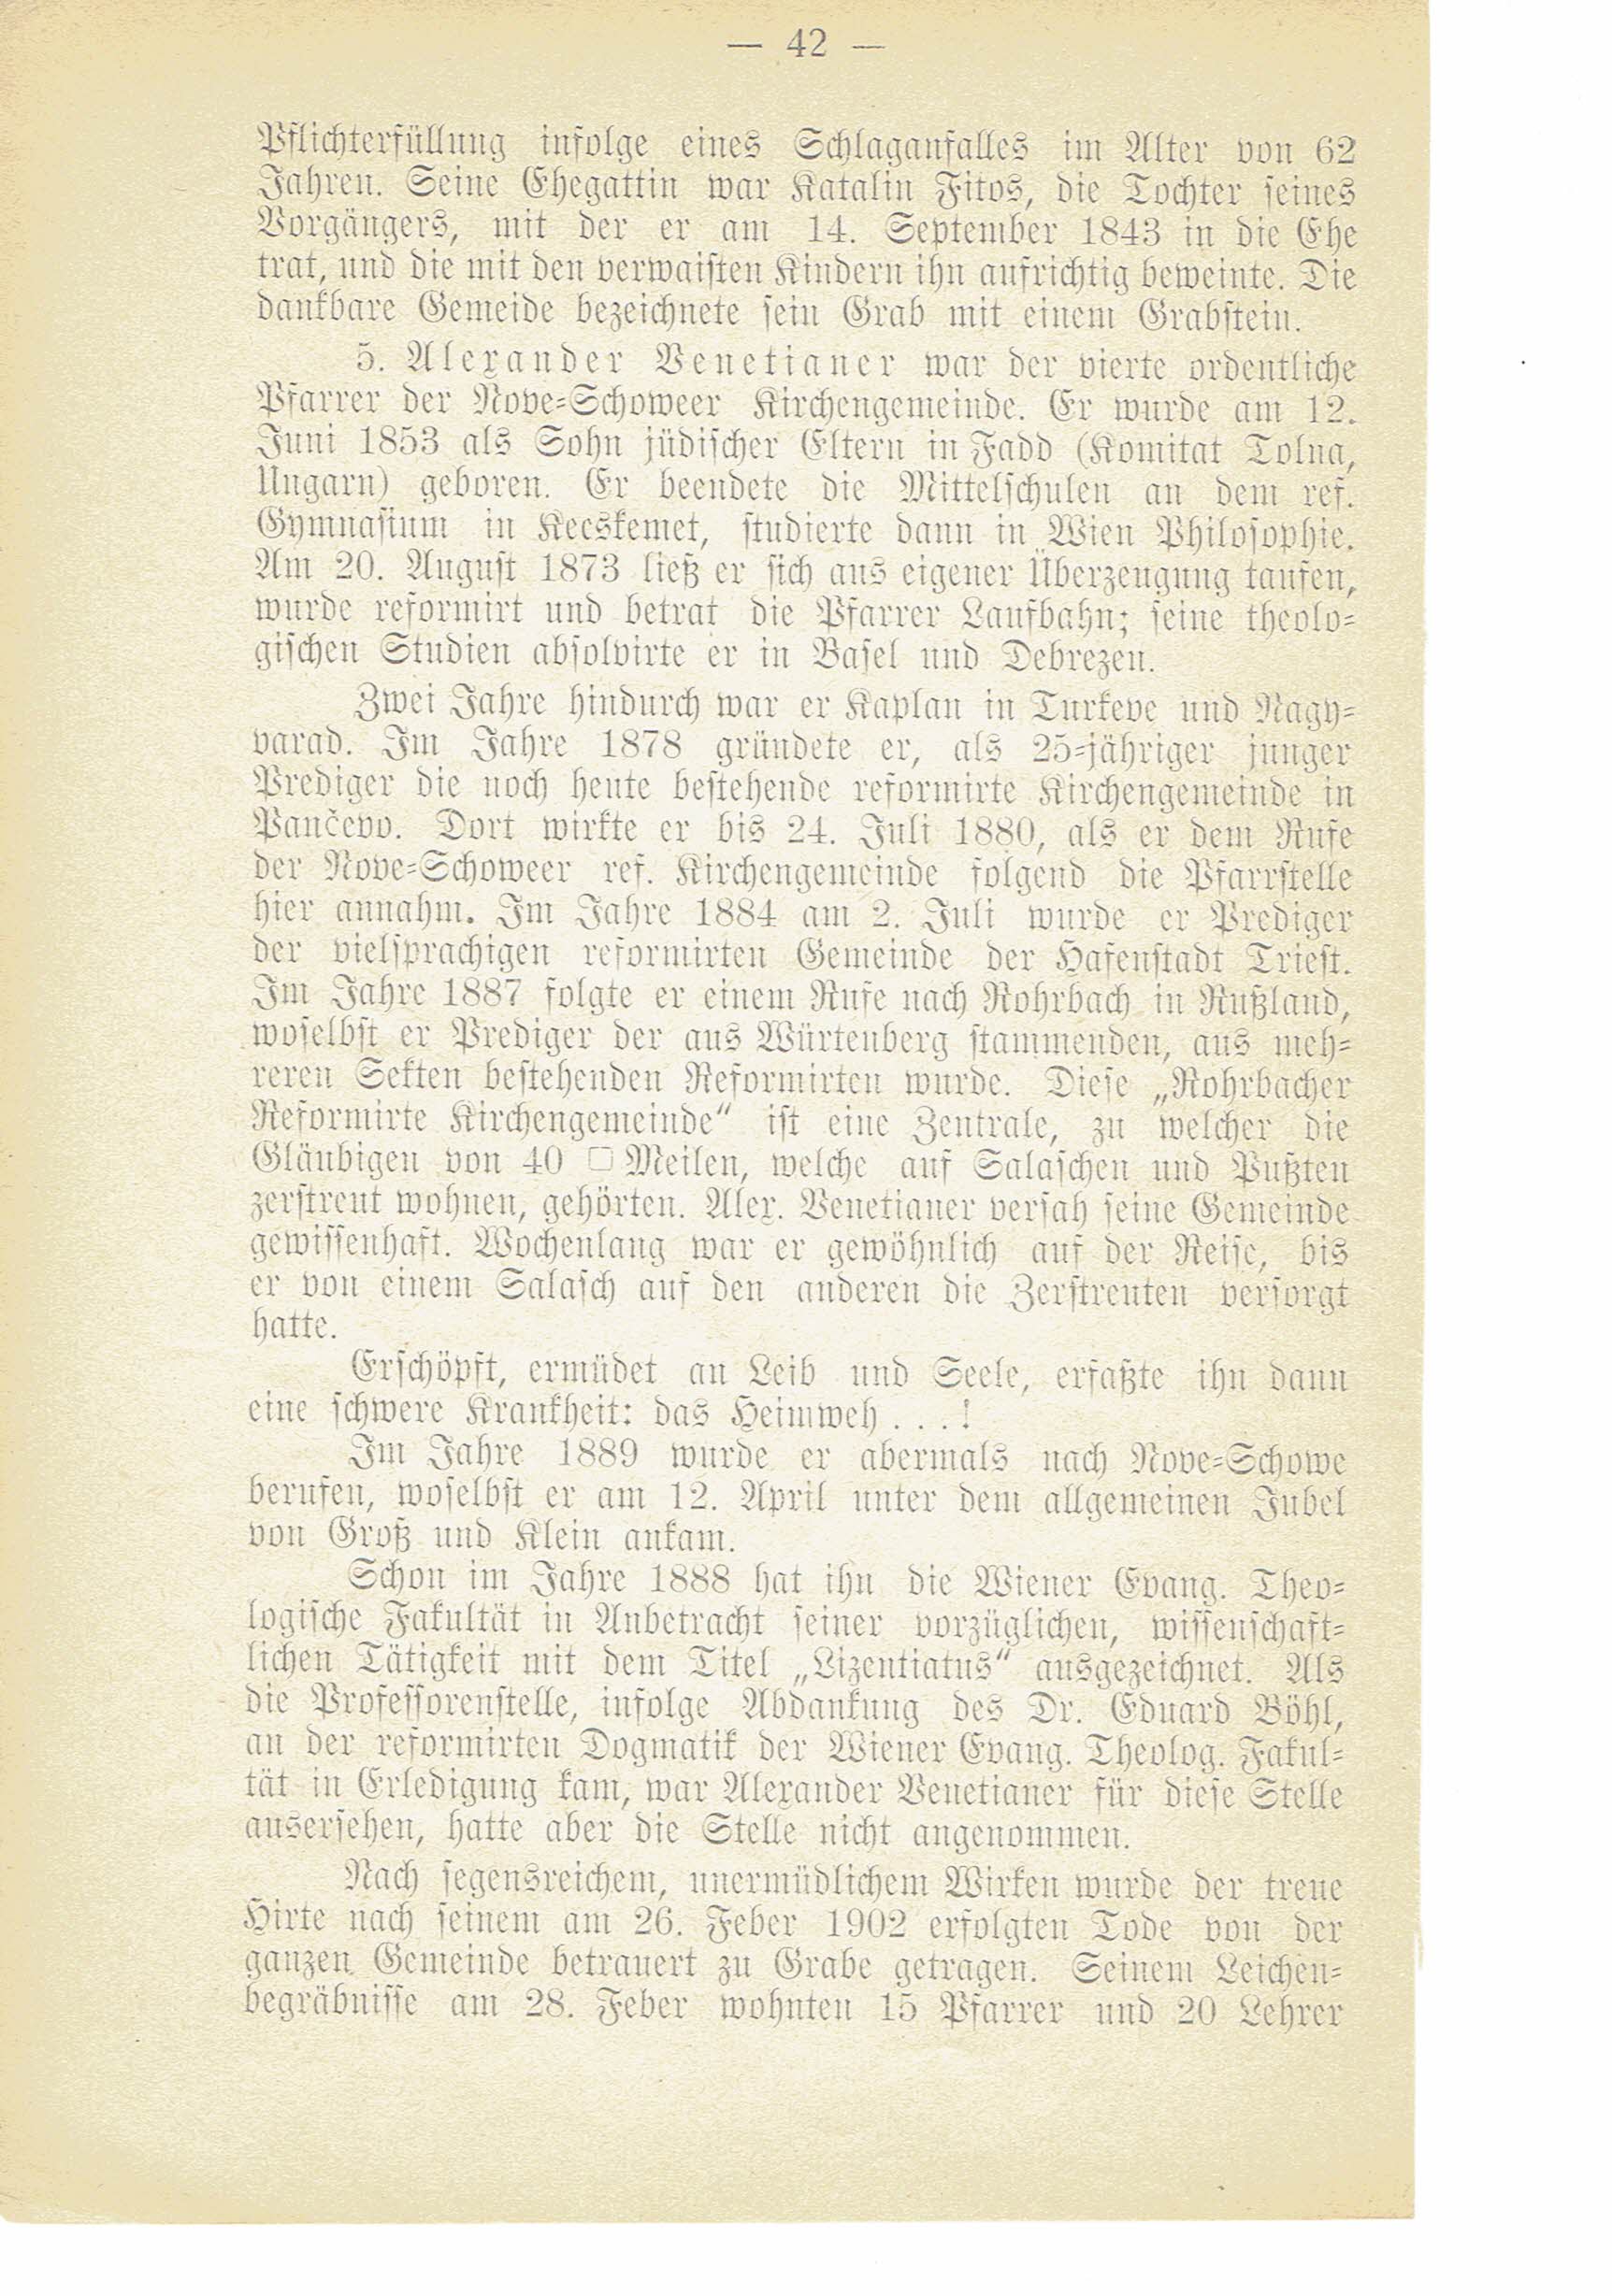 — 42 —
Pflichterfüllung infolge eines Schlaganfalles im Alter von 62
Jahren. Seine Ehegattin war Katalin Fitos, die Tochter seines
Vorgängers, mit der er am 14. September 1843 in die Ehe
trat, und die mit den verwaisten Kindern ihn aufrichtig beweinte. Die
dankbare Gemeide bezeichnete sein Grab mit einem Grabstein.
5. Alexander Venetianer war der vierte ordentliche
Pfarrer der Nove-Schoweer Kirchengemeinde. Er wurde am 12.
Juni 1853 als Sohn jüdischer Eltern in Fadd (Komitat Tolna,
Ungarn) geboren. Er beendete die Mittelschulen an dem ref.
Gymnasium in Kecskemet, studierte dann in Wien Philosophie.
Am 20. August 1873 ließ er sich aus eigener Überzeugung taufen,
wurde reformirt und betrat die Pfarrer Laufbahn; seine theolo-
gischen Studien absolvirte er in Basel und Debrezen.
Zwei Jahre hindurch war er Kaplan in Turkeve und Nagy-
varad. Im Jahre 1878 gründete er, als 25-jähriger junger
Prediger die noch heute bestehende reformirte Kirchengemeinde in
Pančevo. Dort wirkte er bis 24. Juli 1880, als er dem Rufe
der Nove-Schoweer ref. Kirchengemeinde folgend die Pfarrstelle
hier annahm. Im Jahre 1884 am 2. Juli wurde er Prediger
der vielsprachigen reformirten Gemeinde der Hafenstadt Triest.
Im Jahre 1887 folgte er einem Rufe nach Rohrbach in Rußland,
woselbst er Prediger der aus Würtenberg stammenden, aus meh-
reren Sekten bestehenden Reformirten wurde. Diese „Rohrbacher
Reformirte Kirchengemeinde“ ist eine Zentrale, zu welcher die
Gläubigen von 40 □ Meilen, welche auf Salaschen und Pußten
zerstreut wohnen, gehörten. Alex. Venetianer versah seine Gemeinde
gewissenhaft. Wochenlang war er gewöhnlich auf der Reise, bis
er von einem Salasch auf den anderen die Zerstreuten versorgt
hatte.
Erschöpft, ermüdet an Leib und Seele, erfaßte ihn dann
eine schwere Krankheit: das Heimweh . . . !
Im Jahre 1889 wurde er abermals nach Nove-Schowe
berufen, woselbst er am 12. April unter dem allgemeinen Jubel
von Groß und Klein ankam.
Schon im Jahre 1888 hat ihn die Wiener Evang. Theo-
logische Fakultät in Anbetracht seiner vorzüglichen, wissenschaft-
lichen Tätigkeit mit dem Titel „Lizentiatus“ ausgezeichnet. Als
die Professorenstelle, infolge Abdankung des Dr. Eduard Böhl,
an der reformirten Dogmatik der Wiener Evang. Theolog. Fakul-
tät in Erledigung kam, war Alexander Venetianer für diese Stelle
ausersehen, hatte aber die Stelle nicht angenommen.
Nach segensreichem, unermüdlichem Wirken wurde der treue
Hirte nach seinem am 26. Feber 1902 erfolgten Tode von der
ganzen Gemeinde betrauert zu Grabe getragen. Seinem Leichen-
begräbnisse am 28. Feber wohnten 15 Pfarrer und 20 Lehrer